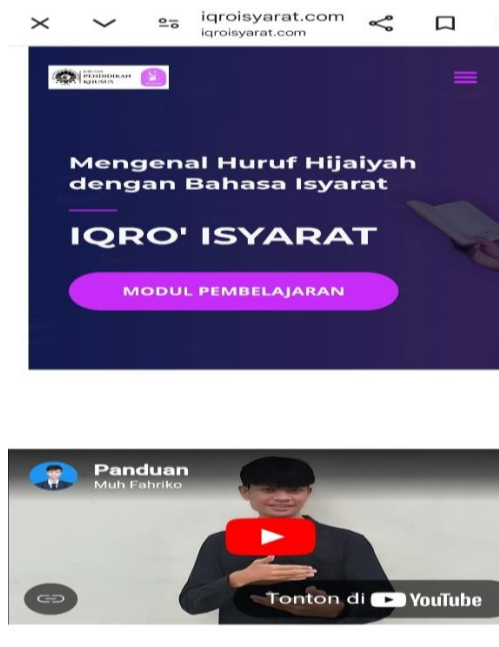 iqroisyarat.com
iqroisyarat.com
PENDIDIKAN
KHUSUS
Mengenal Huruf Hijaiyah
dengan Bahasa Isyarat
IQRO' ISYARAT
MODUL PEMBELAJARAN
Panduan
Muh Fahriko
Tonton di YouTube